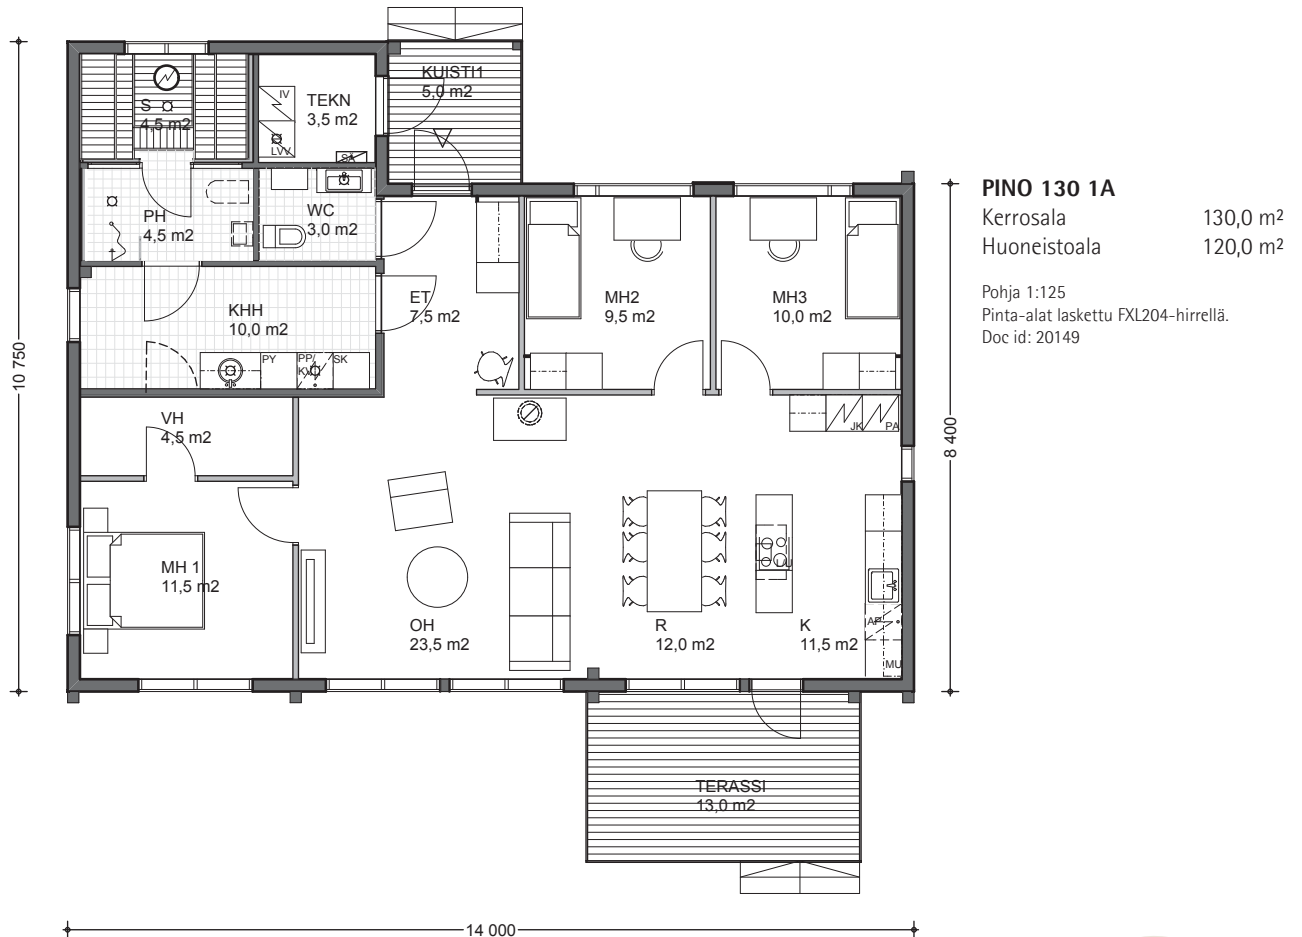 KUISTI1
5,0 m2
IV
TEKN
3,5 m2
S
4,5 m2
LVV
SÄ
PH
4,5 m2
WC
3,0 m2
KHH
10,0 m2
ET
7,5 m2
MH2
9,5 m2
MH3
10,0 m2
PY
PP/
KV
SK
VH
4,5 m2
JK
PA
MH 1
11,5 m2
LU
OH
23,5 m2
R
12,0 m2
K
11,5 m2
AP
MU
TERASSI
13,0 m2
10 750
8 400
14 000
PINO 130 1A
Kerrosala 130,0 m²
Huoneistoala 120,0 m²
Pohja 1:125
Pinta-alat laskettu FXL204-hirrellä.
Doc id: 20149